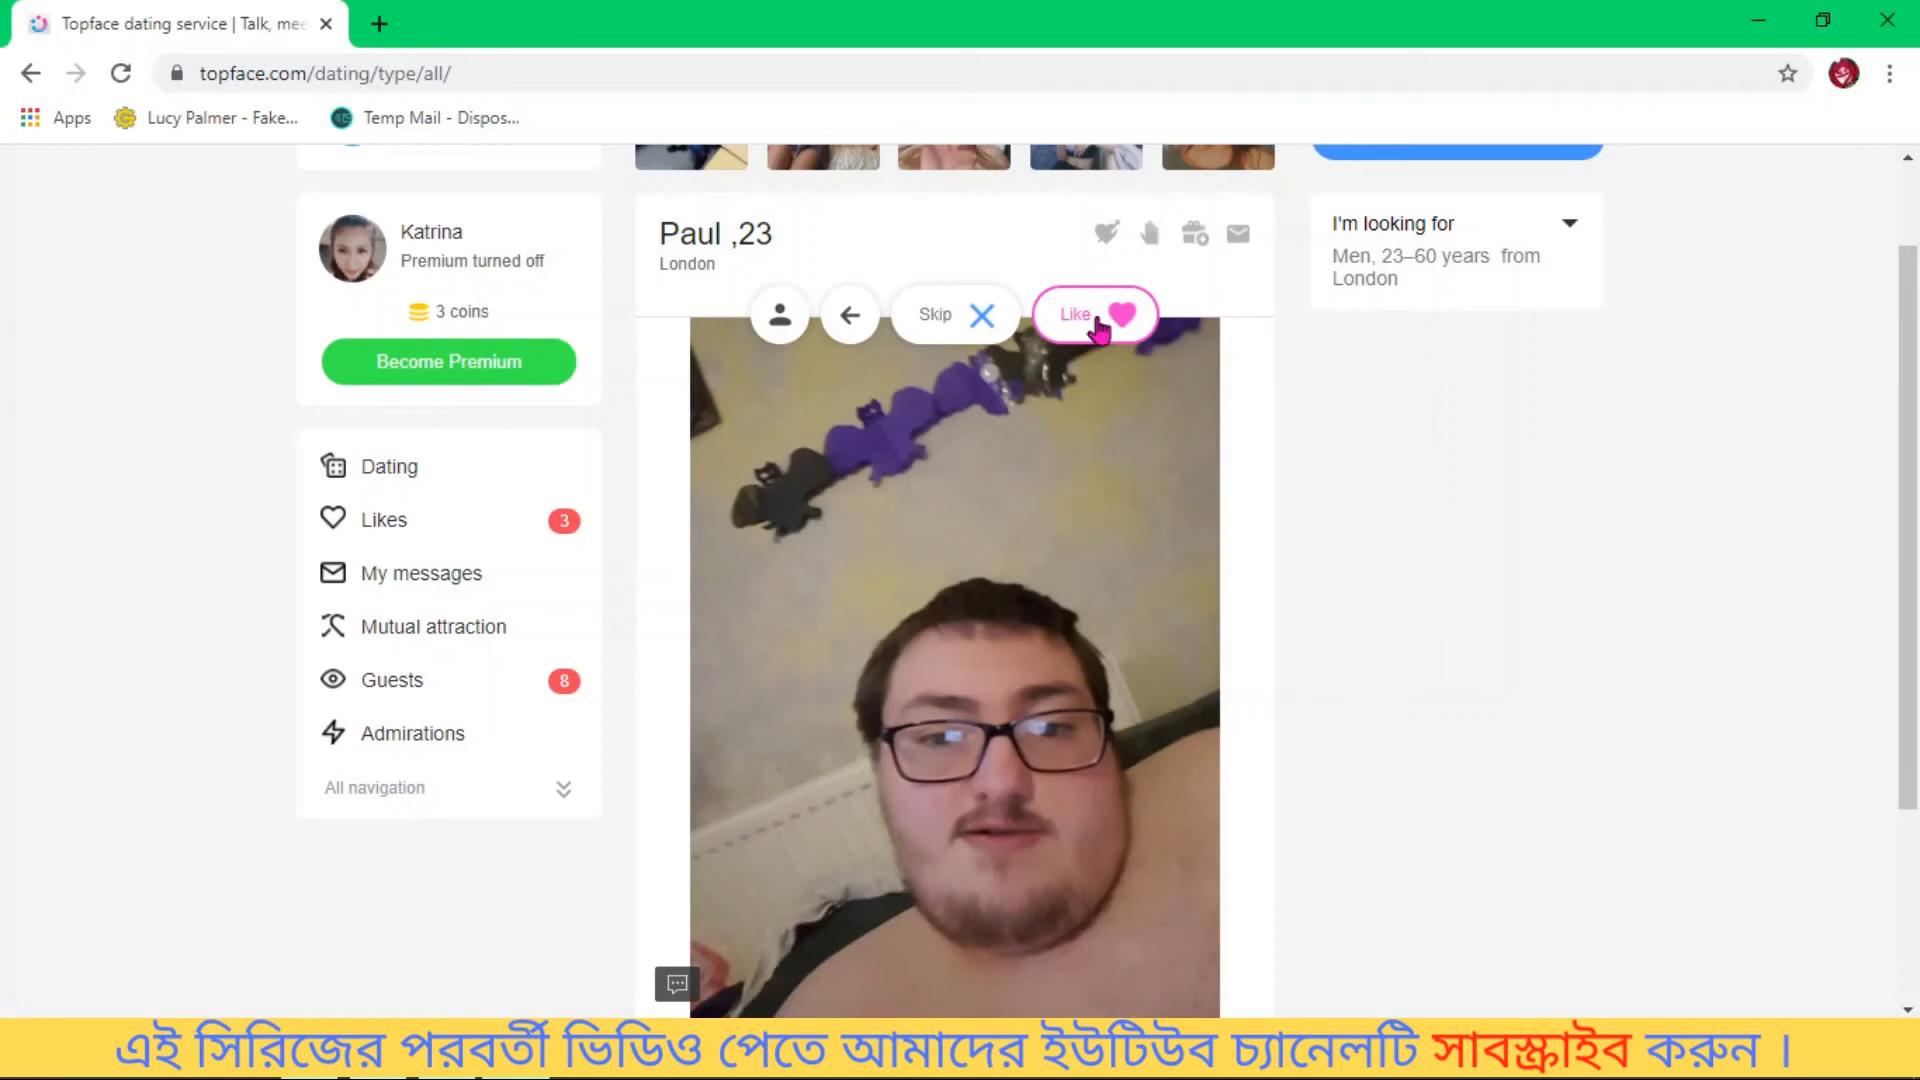 Topface dating service | Talk, mee
topface.com/dating/type/all/
Apps
Lucy Palmer - Fake...
Temp Mail - Dispos...
Katrina
Premium turned off
3 coins
Become Premium
Dating
Likes
3
My messages
Mutual attraction
Guests
8
Admirations
All navigation
Paul ,23
London
Skip
Like
I'm looking for
Men, 23–60 years from
London
এই সিরিজের পরবর্তী ভিডিও পেতে আমাদের ইউটিউব চ্যানেলটি সাবস্ক্রাইব করুন ।